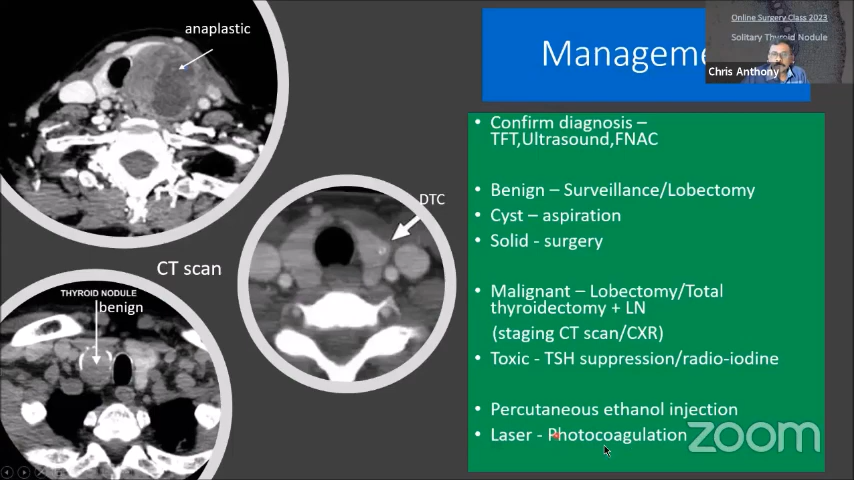 anaplastic
Manageme
Online Surgery Class 2023
Solitary Thyroid Nodule
Chris Anthony
• Confirm diagnosis –
TFT,Ultrasound,FNAC
• Benign – Surveillance/Lobectomy
• Cyst – aspiration
• Solid - surgery
• Malignant – Lobectomy/Total
thyroidectomy + LN
(staging CT scan/CXR)
• Toxic - TSH suppression/radio-iodine
• Percutaneous ethanol injection
• Laser - Photocoagulation
DTC
CT scan
THYROID NODULE
benign
zoom